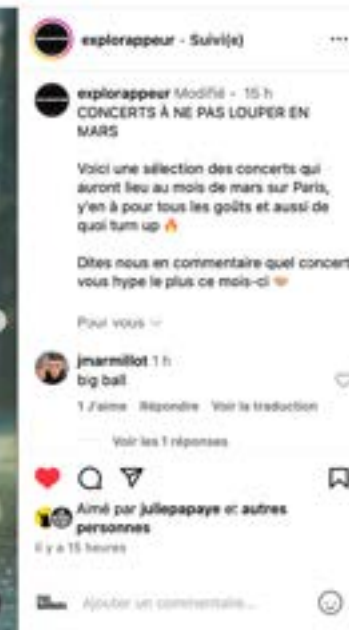 explorappeur • Suivi(e)
explorappeur Modifié • 15 h
CONCERTS À NE PAS LOUPER EN
MARS
Voici une sélection des concerts qui
auront lieu au mois de mars sur Paris,
y'en à pour tous les goûts et aussi de
quoi turn up 🔥
Dites nous en commentaire quel concert
vous hype le plus ce mois-ci
Pour vous
jmarmillot 1 h
big ball
1 J'aime Répondre Voir la traduction
Voir les 1 réponses
Aimé par juliepapaye et autres
personnes
Il y a 15 heures
Ajouter un commentaire...